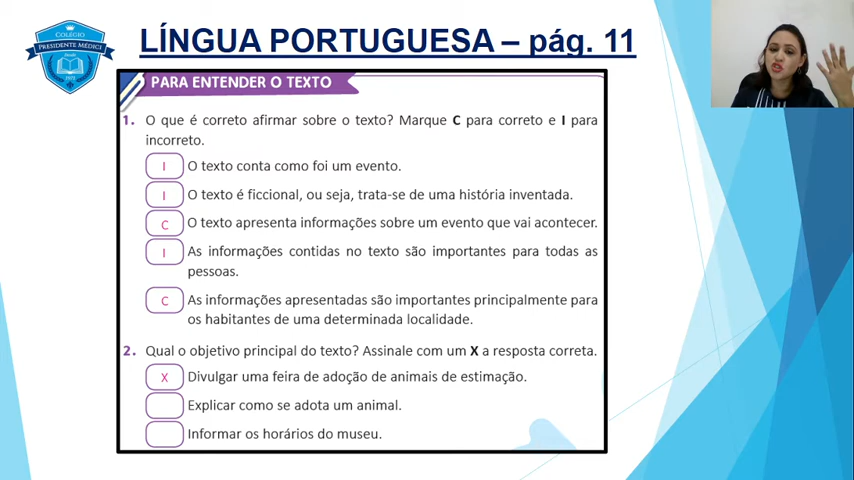 COLÉGIO
PRESIDENTE MÉDICI
LÍNGUA PORTUGUESA – pág. 11
PARA ENTENDER O TEXTO
1. O que é correto afirmar sobre o texto? Marque C para correto e I para
incorreto.
I O texto conta como foi um evento.
I O texto é ficcional, ou seja, trata-se de uma história inventada.
C O texto apresenta informações sobre um evento que vai acontecer.
I As informações contidas no texto são importantes para todas as
pessoas.
C As informações apresentadas são importantes principalmente para
os habitantes de uma determinada localidade.
2. Qual o objetivo principal do texto? Assinale com um X a resposta correta.
X Divulgar uma feira de adoção de animais de estimação.
Explicar como se adota um animal.
Informar os horários do museu.